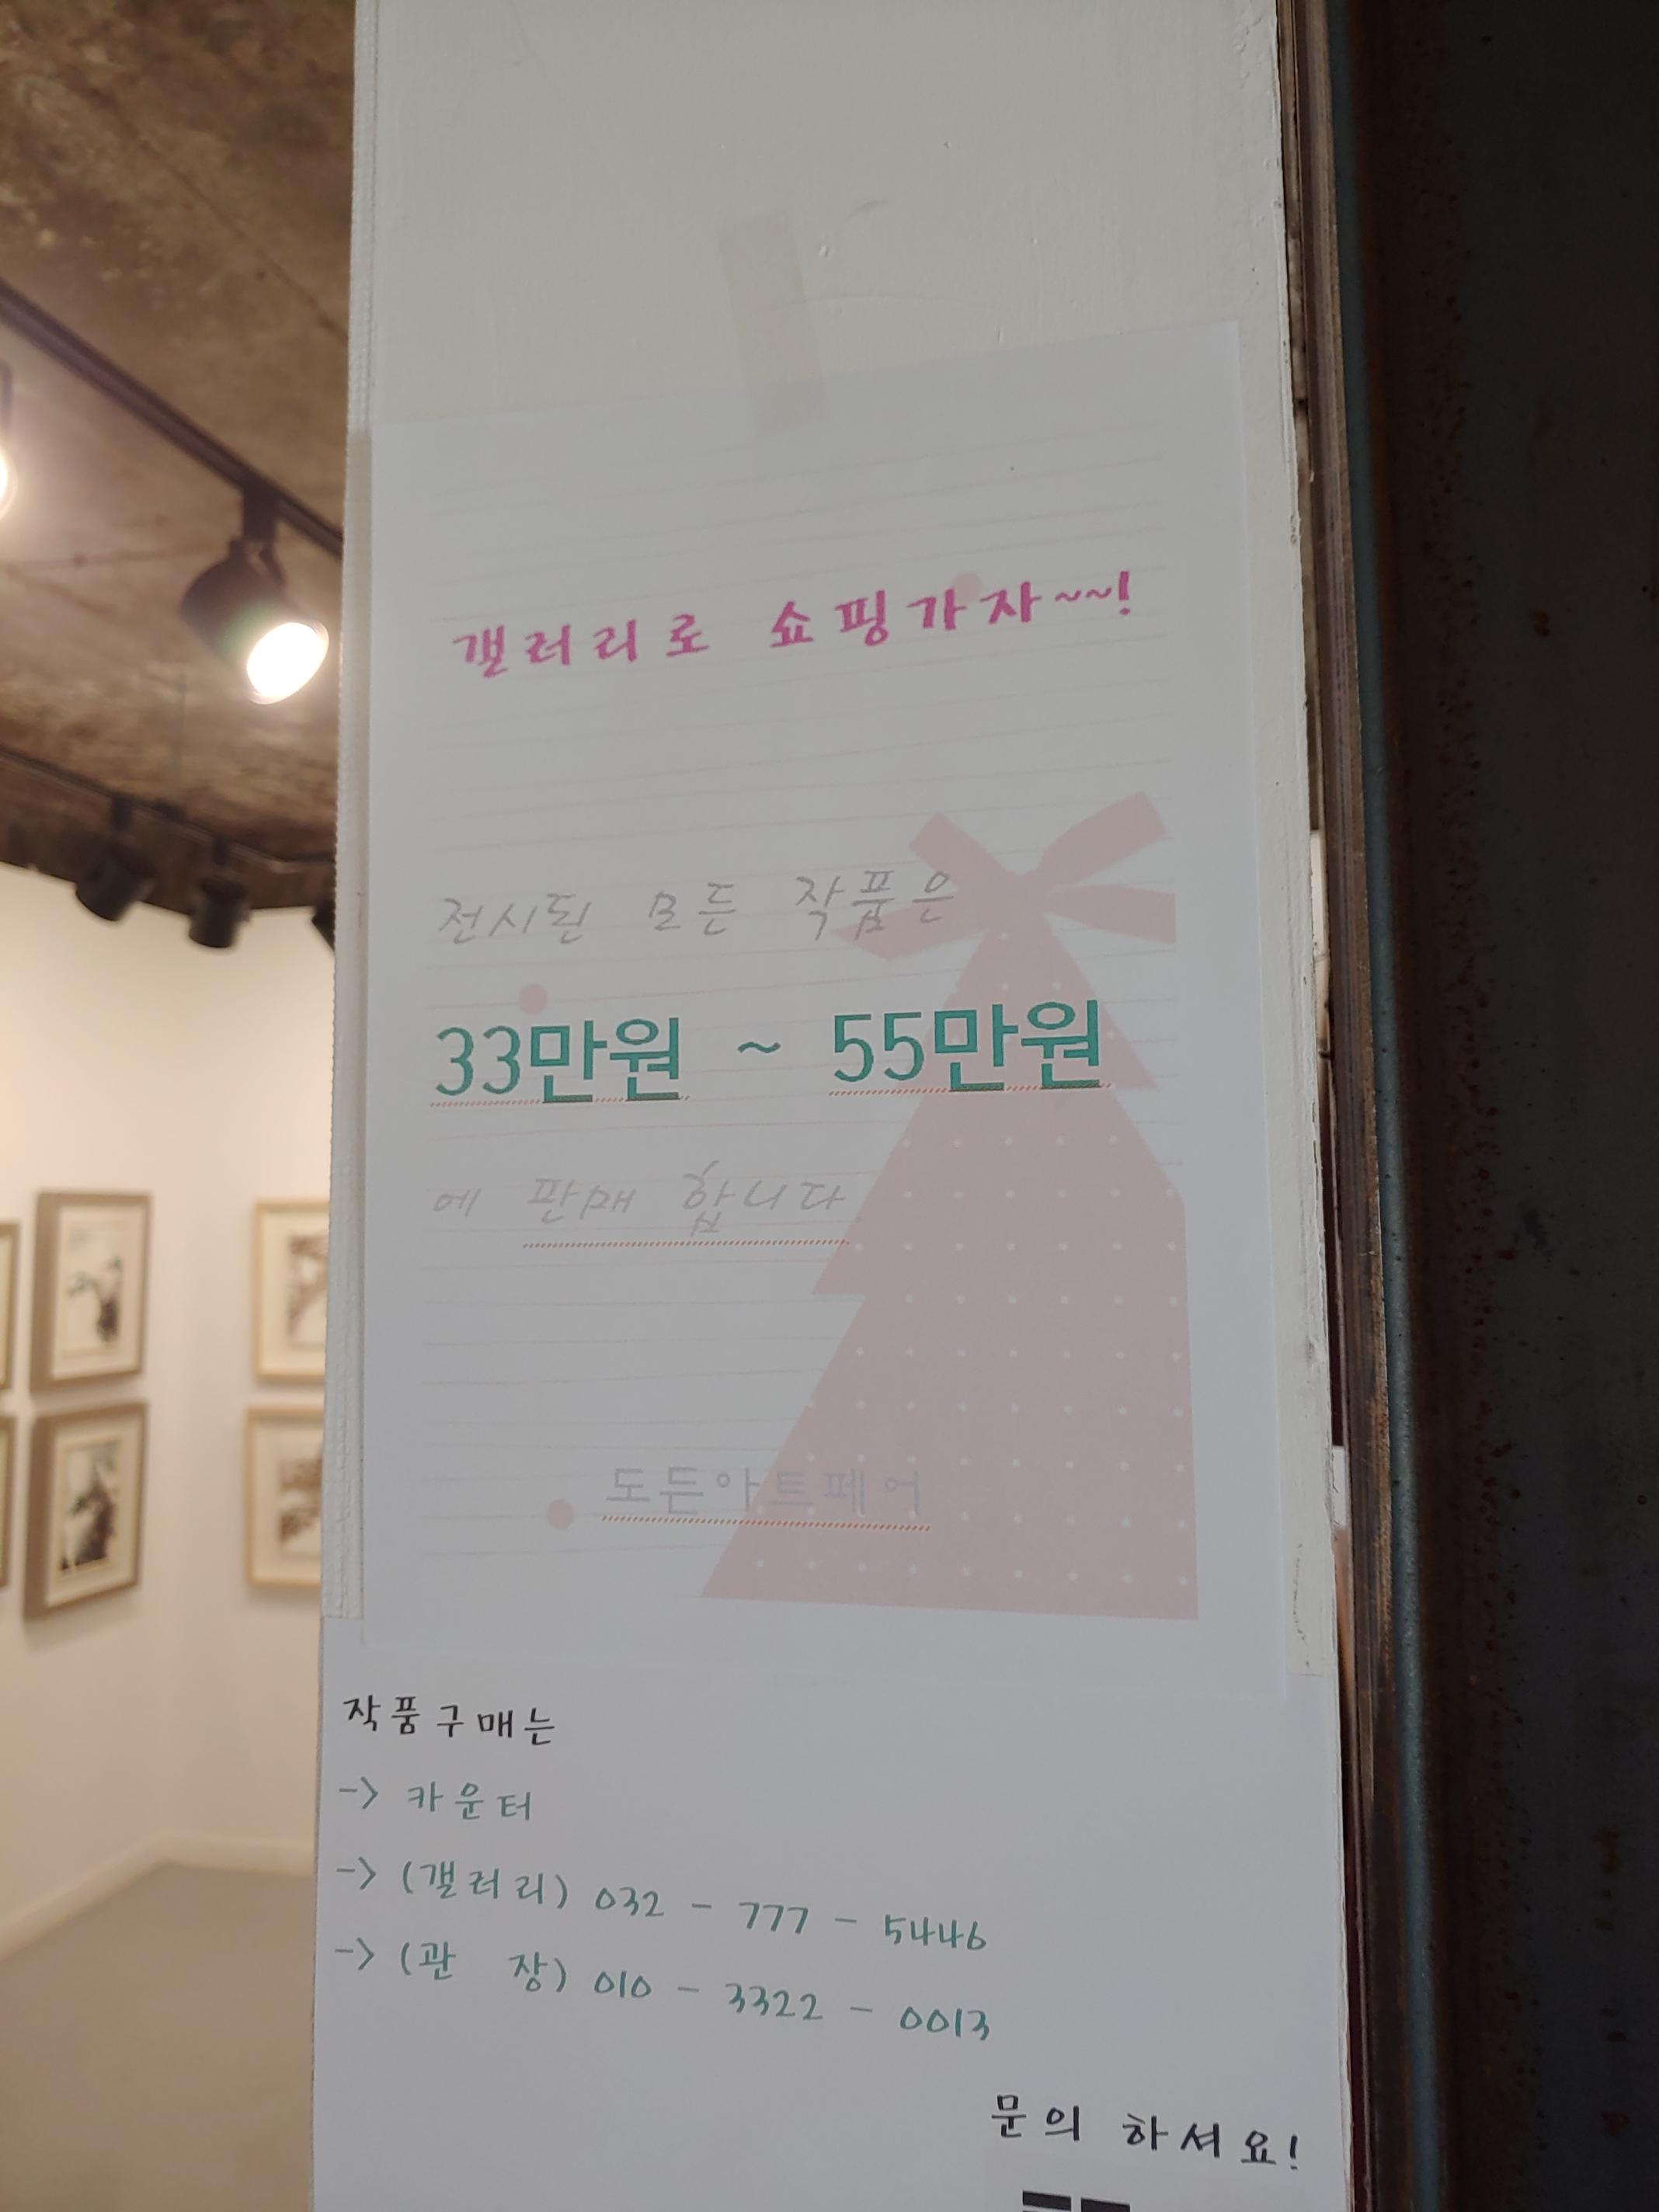 갤러리로 쇼핑가자~~!
전시된 모든 작품은
33만원 ~ 55만원
에 판매 합니다
도든아트페어
작품구매는
-> 카운터
-> (갤러리) 032 - 777 - 5446
-> (관 장) 010 - 3322 - 0013
문의 하셔요!